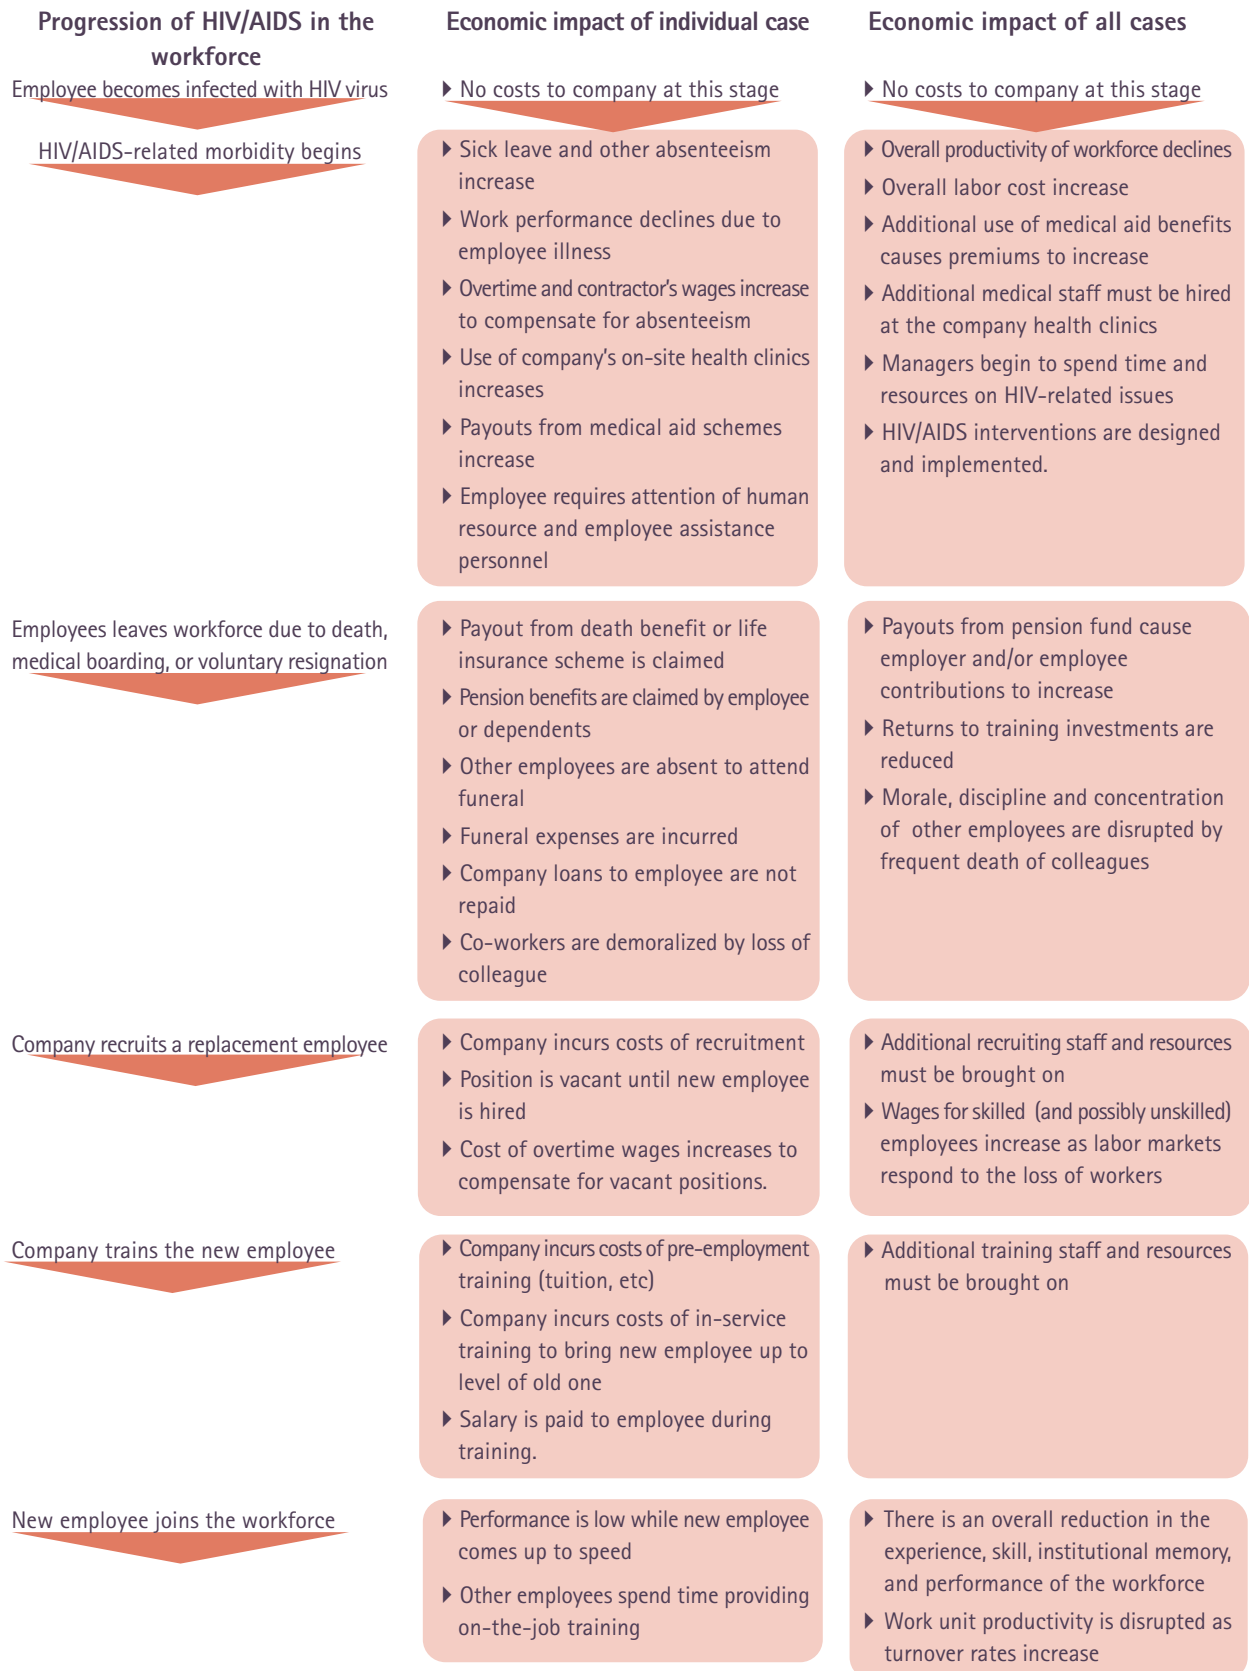 Progression of HIV/AIDS in the
workforce
Economic impact of individual case
Economic impact of all cases
Employee becomes infected with HIV virus
No costs to company at this stage
No costs to company at this stage
HIV/AIDS-related morbidity begins
Sick leave and other absenteeism
increase
Work performance declines due to
employee illness
Overtime and contractor's wages increase
to compensate for absenteeism
Use of company's on-site health clinics
increases
Payouts from medical aid schemes
increase
Employee requires attention of human
resource and employee assistance
personnel
Overall productivity of workforce declines
Overall labor cost increase
Additional use of medical aid benefits
causes premiums to increase
Additional medical staff must be hired
at the company health clinics
Managers begin to spend time and
resources on HIV-related issues
HIV/AIDS interventions are designed
and implemented.
Employees leaves workforce due to death,
medical boarding, or voluntary resignation
Payout from death benefit or life
insurance scheme is claimed
Pension benefits are claimed by employee
or dependents
Other employees are absent to attend
funeral
Funeral expenses are incurred
Company loans to employee are not
repaid
Co-workers are demoralized by loss of
colleague
Payouts from pension fund cause
employer and/or employee
contributions to increase
Returns to training investments are
reduced
Morale, discipline and concentration
of other employees are disrupted by
frequent death of colleagues
Company recruits a replacement employee
Company incurs costs of recruitment
Position is vacant until new employee
is hired
Cost of overtime wages increases to
compensate for vacant positions.
Additional recruiting staff and resources
must be brought on
Wages for skilled (and possibly unskilled)
employees increase as labor markets
respond to the loss of workers
Company trains the new employee
Company incurs costs of pre-employment
training (tuition, etc)
Company incurs costs of in-service
training to bring new employee up to
level of old one
Salary is paid to employee during
training.
Additional training staff and resources
must be brought on
New employee joins the workforce
Performance is low while new employee
comes up to speed
Other employees spend time providing
on-the-job training
There is an overall reduction in the
experience, skill, institutional memory,
and performance of the workforce
Work unit productivity is disrupted as
turnover rates increase